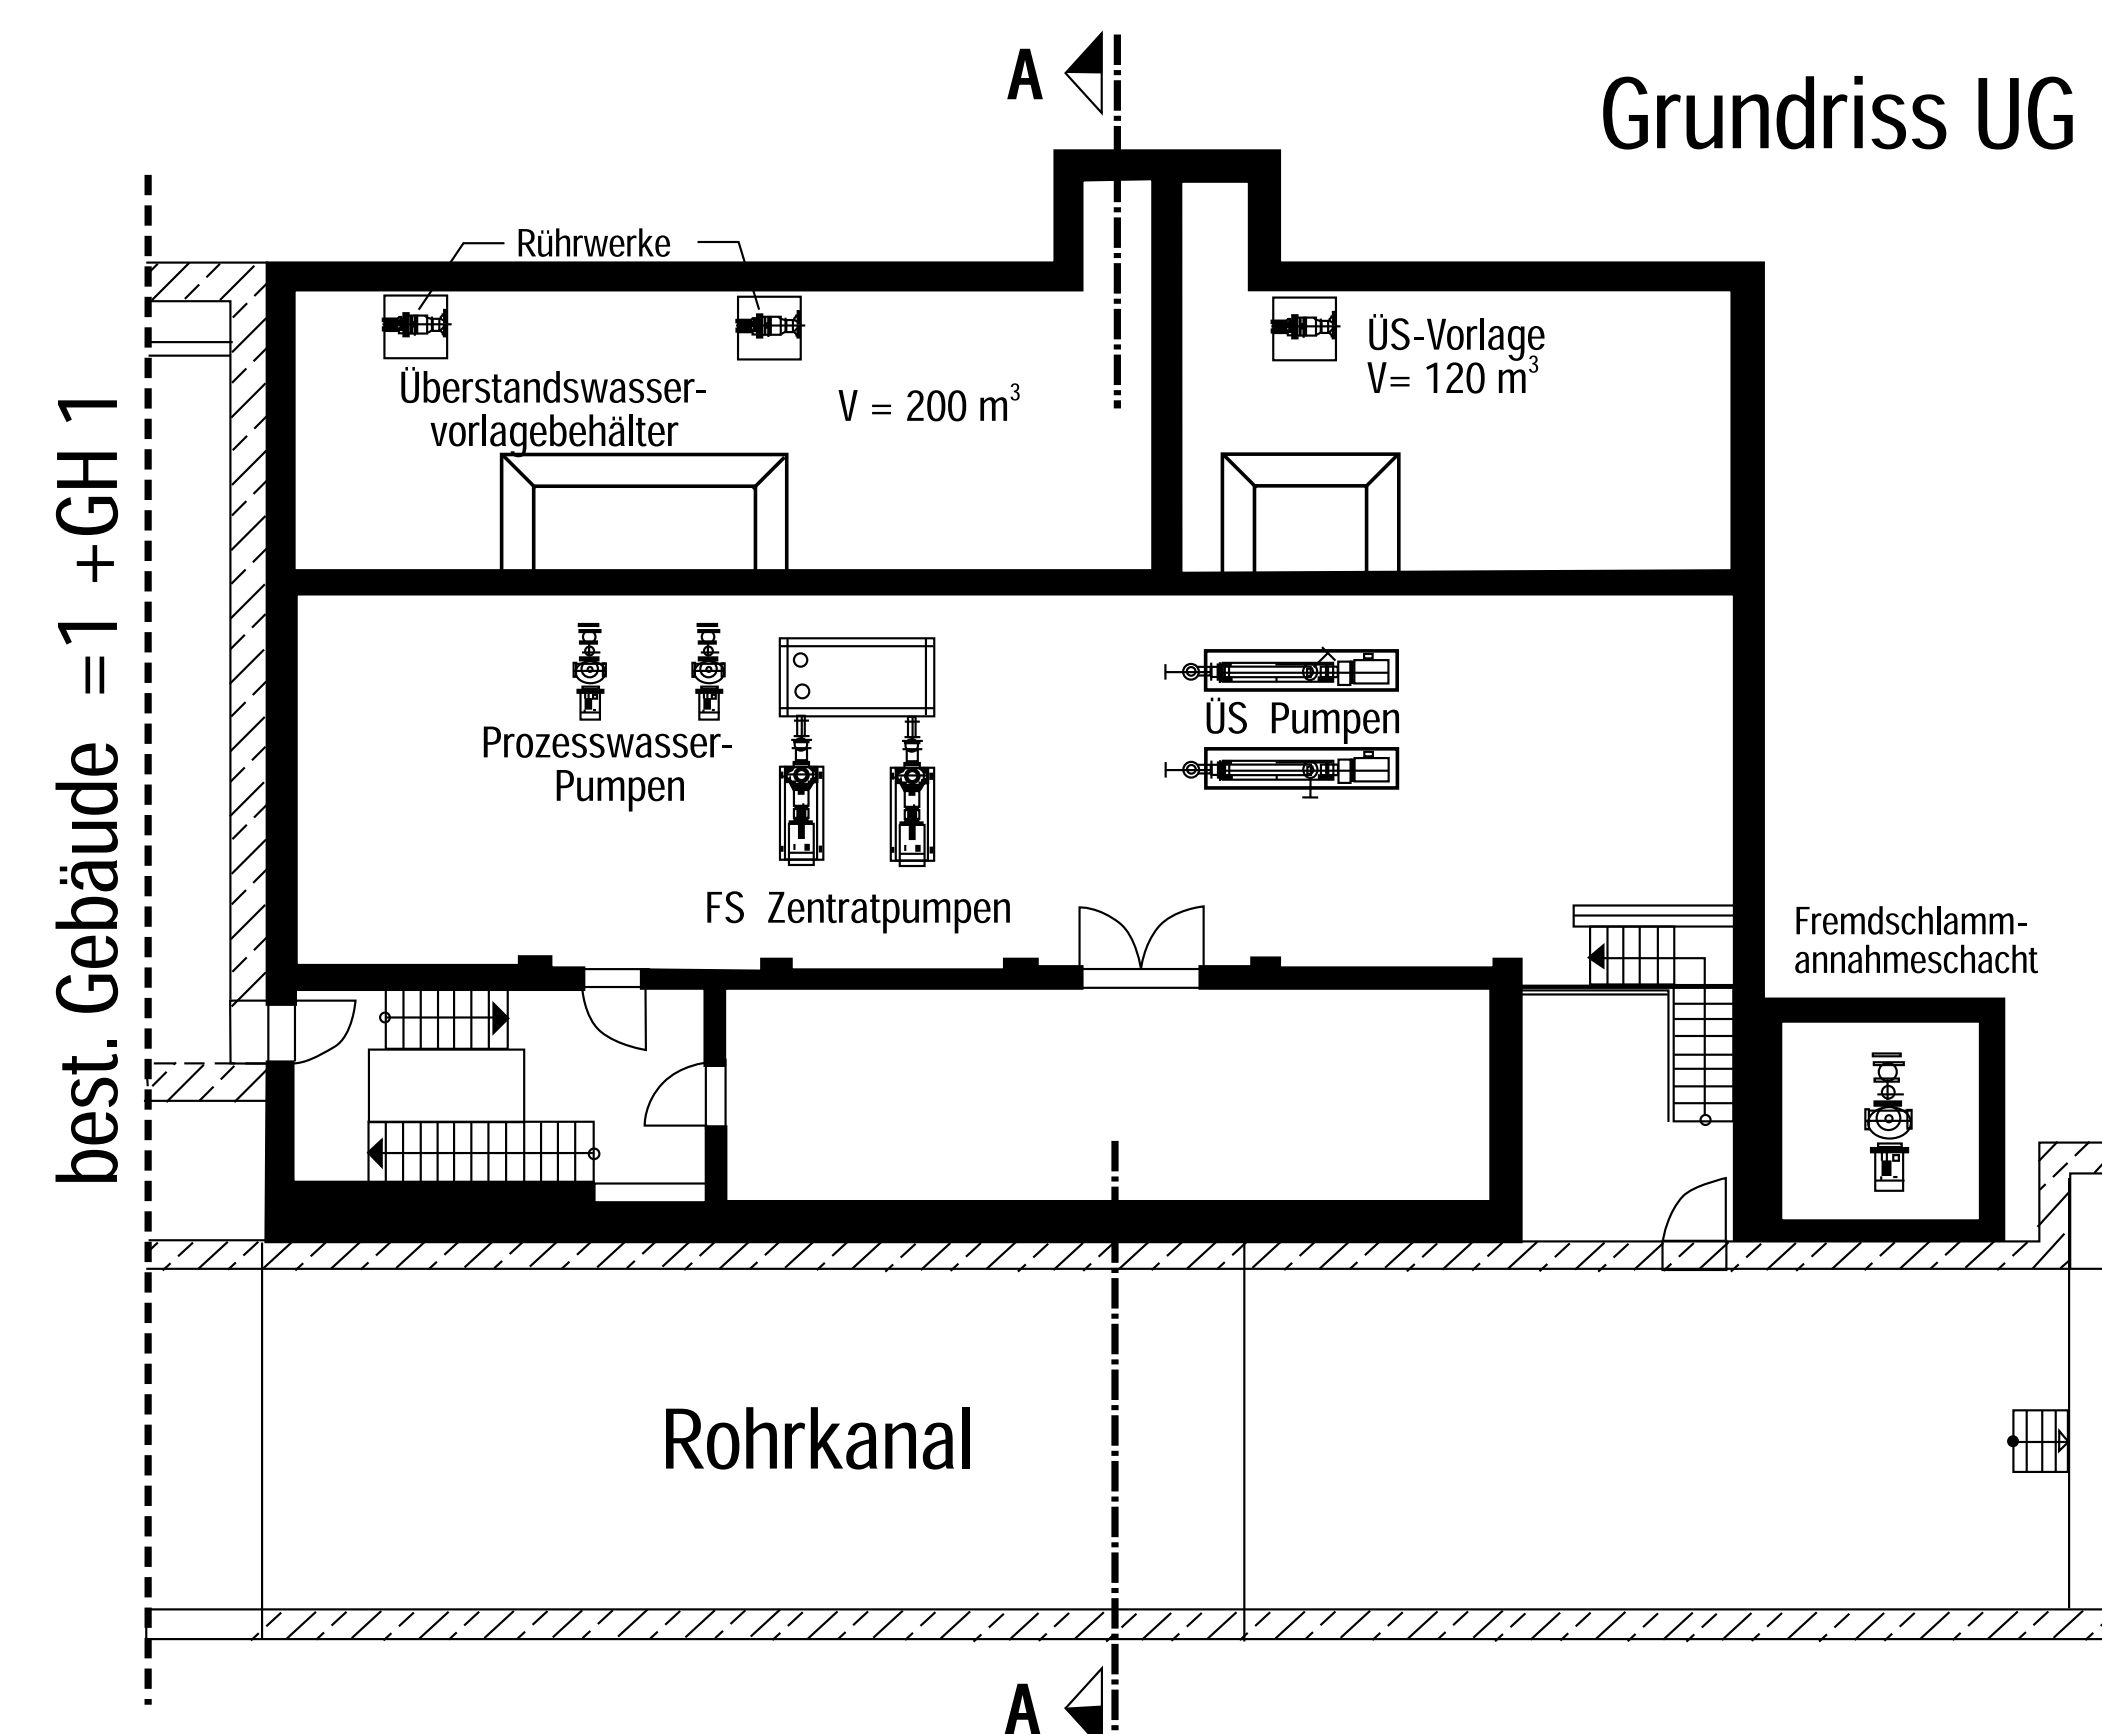 A
Grundriss UG
Rührwerke
Überstandswasser-
vorlagebehälter
V = 200 m³
ÜS-Vorlage
V= 120 m³
best. Gebäude =1 +GH 1
Prozesswasser-
Pumpen
ÜS Pumpen
FS Zentratpumpen
Fremdschlamm-
annahmeschacht
Rohrkanal
A